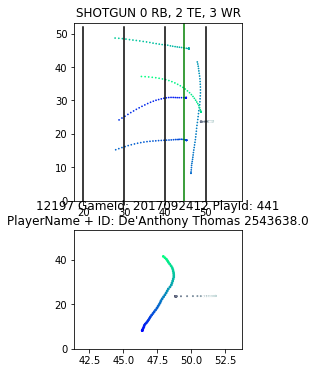 SHOTGUN 0 RB, 2 TE, 3 WR
50
40
30
20
10
0
20 30 40 50
12197 GameId: 2017092412 PlayId: 441
PlayerName + ID: De'Anthony Thomas 2543638.0
40
20
0
42.5 45.0 47.5 50.0 52.5